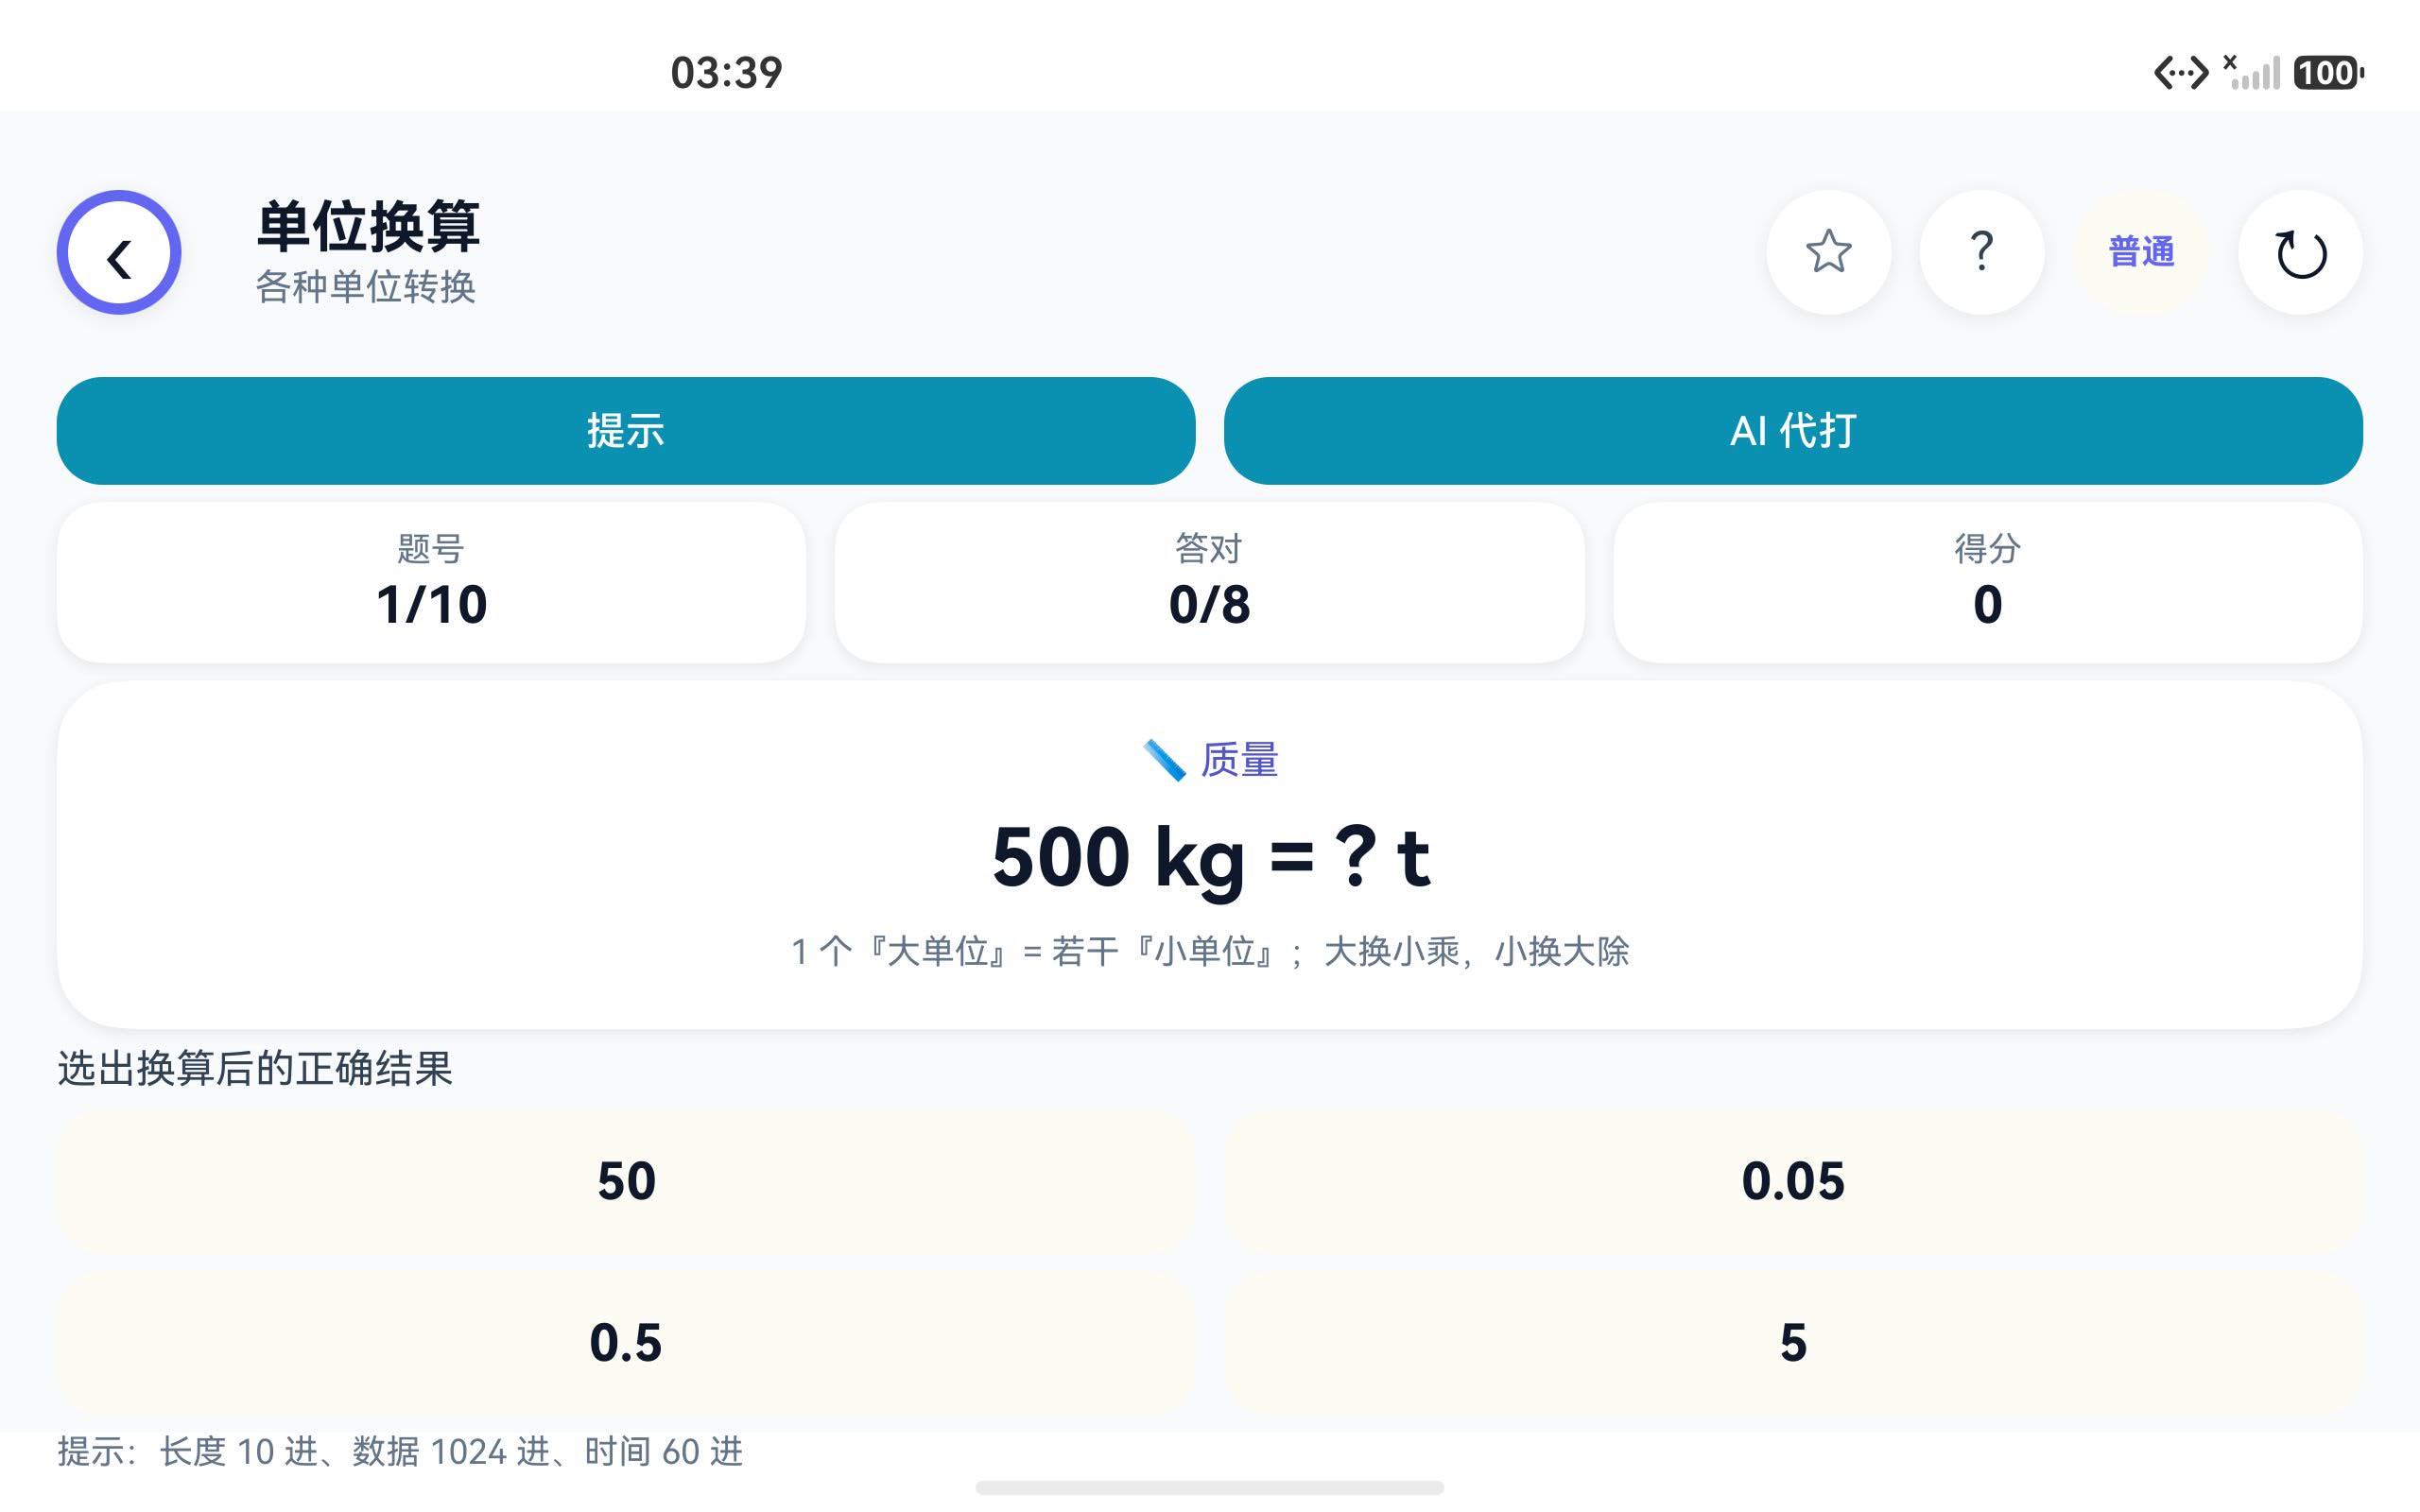 03:39
100
单位换算
各种单位转换
?
普通
提示
AI 代打
题号
1/10
答对
0/8
得分
0
质量
500 kg = ? t
1 个『大单位』= 若干『小单位』；大换小乘，小换大除
选出换算后的正确结果
50
0.05
0.5
5
提示：长度 10 进、数据 1024 进、时间 60 进